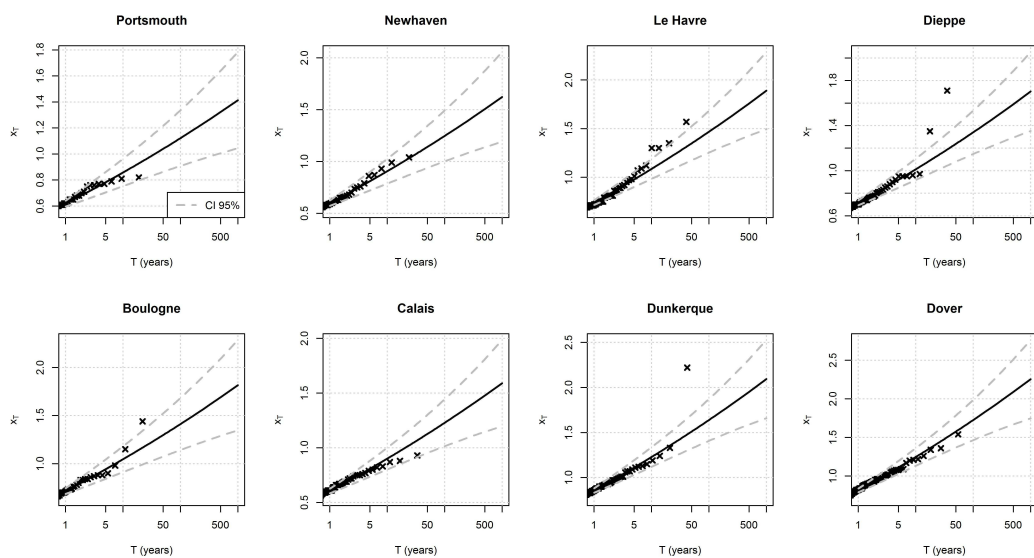 Portsmouth
x_T
1.8
1.6
1.4
1.2
1.0
0.8
0.6
CI 95%
1 5 50 500
T (years)
Newhaven
x_T
2.0
1.5
1.0
0.5
1 5 50 500
T (years)
Le Havre
x_T
2.0
1.5
1.0
1 5 50 500
T (years)
Dieppe
x_T
1.8
1.4
1.0
0.6
1 5 50 500
T (years)
Boulogne
x_T
2.0
1.5
1.0
1 5 50 500
T (years)
Calais
x_T
2.0
1.5
1.0
0.5
1 5 50 500
T (years)
Dunkerque
x_T
2.5
2.0
1.5
1.0
1 5 50 500
T (years)
Dover
x_T
2.5
2.0
1.5
1.0
1 5 50 500
T (years)